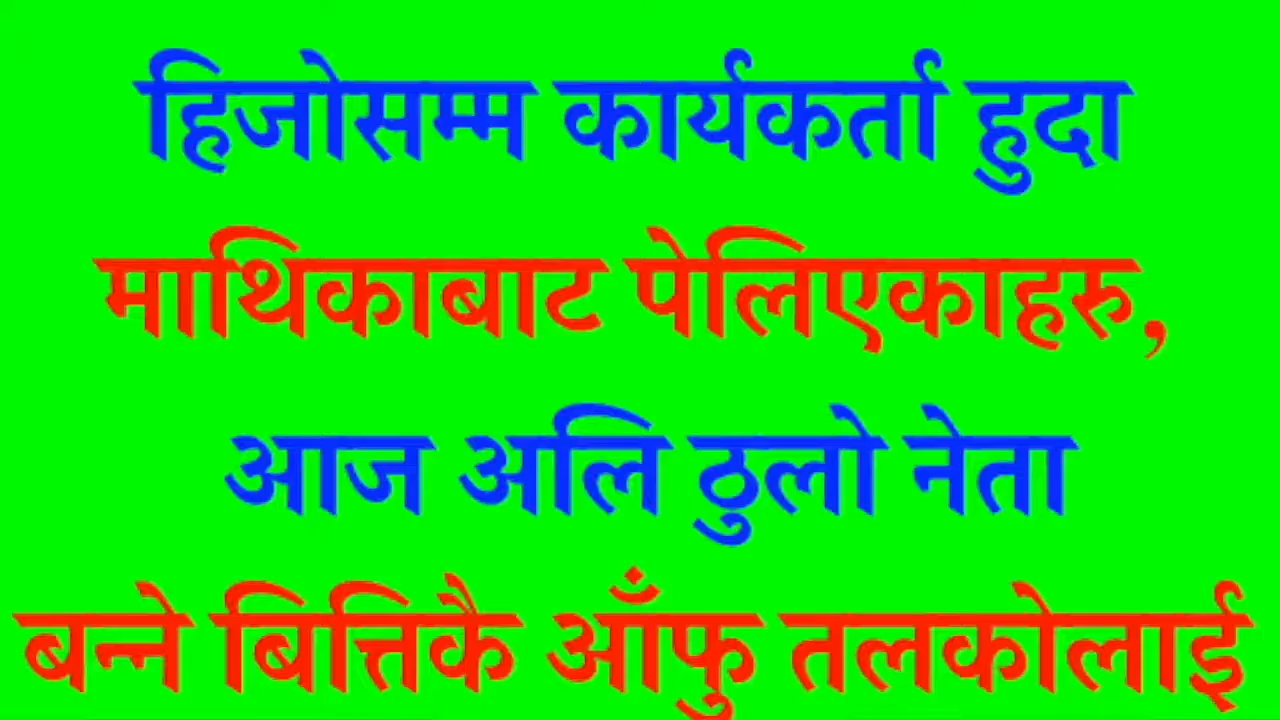 हिजोसम्म कार्यकर्ता हुदा
माथिकाबाट पेलिएकाहरु,
आज अलि ठुलो नेता
बन्ने बित्तिकै आँफु तलकोलाई